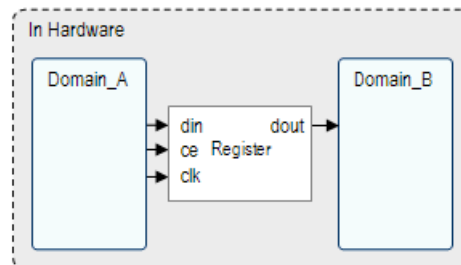 In Hardware
Domain_A
Domain_B
din dout
ce Register
clk